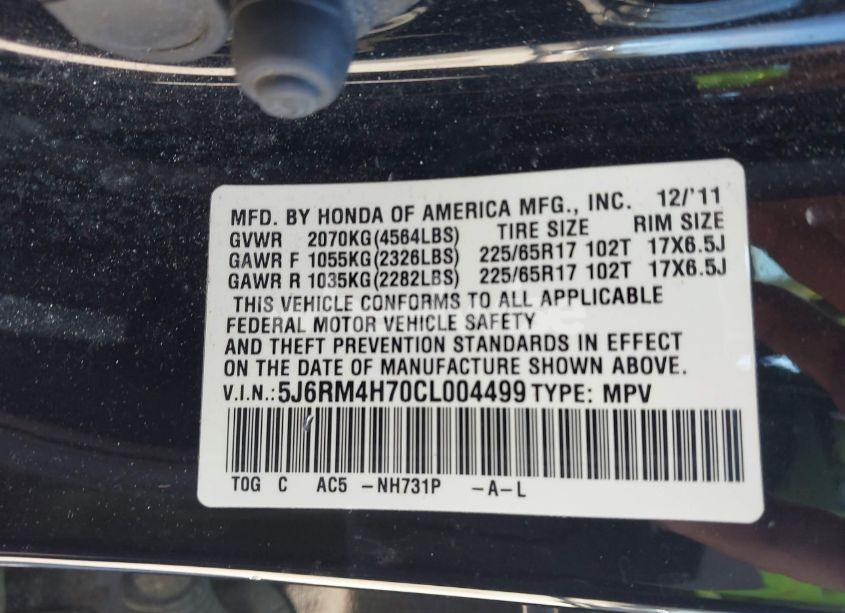 MFD. BY HONDA OF AMERICA MFG., INC. 12/'11
GVWR 2070KG(4564LBS) TIRE SIZE RIM SIZE
GAWR F 1055KG(2326LBS) 225/65R17 102T 17X6.5J
GAWR R 1035KG(2282LBS) 225/65R17 102T 17X6.5J
THIS VEHICLE CONFORMS TO ALL APPLICABLE
FEDERAL MOTOR VEHICLE SAFETY
AND THEFT PREVENTION STANDARDS IN EFFECT
ON THE DATE OF MANUFACTURE SHOWN ABOVE.
V.I.N.: 5J6RM4H70CL004499 TYPE: MPV
TOG C AC5 -NH731P -A-L